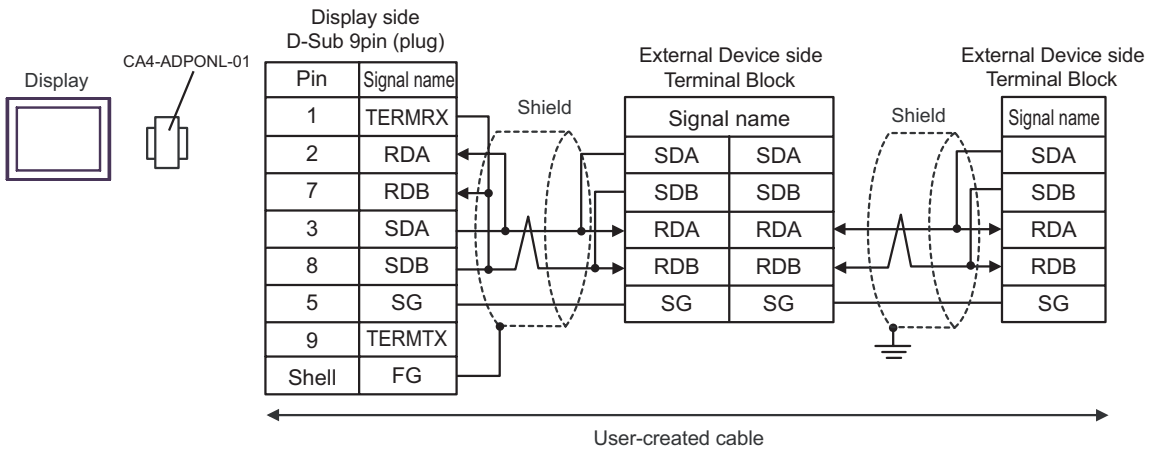 Display side
D-Sub 9pin (plug)
CA4-ADPONL-01
Display
External Device side
Terminal Block
External Device side
Terminal Block
Pin Signal name
1 TERMRX
2 RDA
7 RDB
3 SDA
8 SDB
5 SG
9 TERMTX
Shell FG
Shield
Signal name
SDA SDA
SDB SDB
RDA RDA
RDB RDB
SG SG
Shield
Signal name
SDA
SDB
RDA
RDB
SG
User-created cable